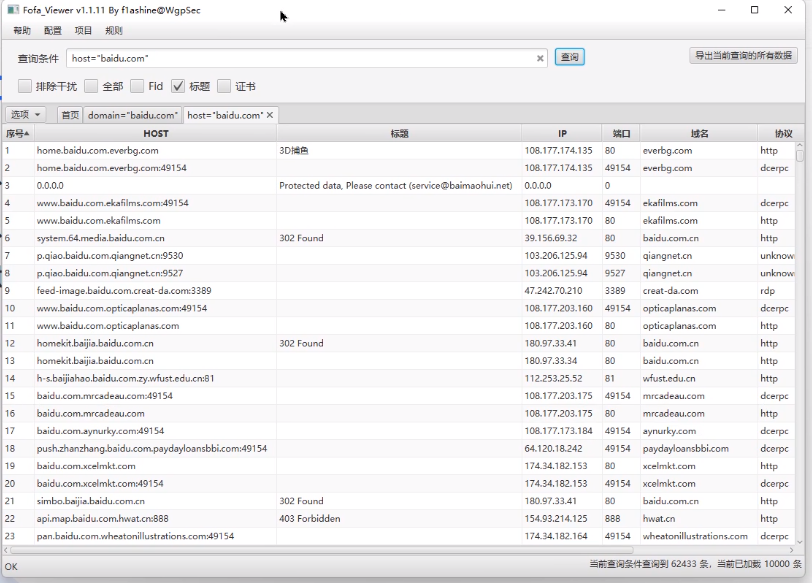 Fofa_Viewer v1.1.11 By f1ashine@WgpSec
帮助 配置 项目 规则
查询条件 host="baidu.com" 查询 导出当前查询的所有数据
排除干扰 全部 Fid 标题 证书
选项 首页 domain="baidu.com" host="baidu.com"
序号 HOST 标题 IP 端口 域名 协议
1 home.baidu.com.everbg.com 3D捕鱼 108.177.174.135 80 everbg.com http
2 home.baidu.com.everbg.com:49154 108.177.174.135 49154 everbg.com dcerpc
3 0.0.0.0 Protected data, Please contact (service@baimaohui.net) 0.0.0.0 0
4 www.baidu.com.ekafilms.com:49154 108.177.173.170 49154 ekafilms.com dcerpc
5 www.baidu.com.ekafilms.com 108.177.173.170 80 ekafilms.com http
6 system.64.media.baidu.com.cn 302 Found 39.156.69.32 80 baidu.com.cn http
7 p.qiao.baidu.com.qiangnet.cn:9530 103.206.125.94 9530 qiangnet.cn unknow
8 p.qiao.baidu.com.qiangnet.cn:9527 103.206.125.94 9527 qiangnet.cn unknow
9 feed-image.baidu.com.creat-da.com:3389 47.242.70.210 3389 creat-da.com rdp
10 www.baidu.com.opticaplanas.com:49154 108.177.203.160 49154 opticaplanas.com dcerpc
11 www.baidu.com.opticaplanas.com 108.177.203.160 80 opticaplanas.com http
12 homekit.baijia.baidu.com.cn 302 Found 180.97.33.41 80 baidu.com.cn http
13 homekit.baijia.baidu.com.cn 180.97.33.34 80 baidu.com.cn http
14 h-s.baijiahao.baidu.com.zy.wfust.edu.cn:81 112.253.25.52 81 wfust.edu.cn http
15 baidu.com.mrcadeau.com:49154 108.177.203.175 49154 mrcadeau.com dcerpc
16 baidu.com.mrcadeau.com 108.177.203.175 80 mrcadeau.com http
17 baidu.com.aynurky.com:49154 108.177.173.184 49154 aynurky.com dcerpc
18 push.zhanzhang.baidu.com.paydayloansbbi.com:49154 64.120.18.242 49154 paydayloansbbi.com dcerpc
19 baidu.com.xcelmkt.com 174.34.182.153 80 xcelmkt.com http
20 baidu.com.xcelmkt.com:49154 174.34.182.153 49154 xcelmkt.com dcerpc
21 simbo.baijia.baidu.com.cn 302 Found 180.97.33.41 80 baidu.com.cn http
22 api.map.baidu.com.hwat.cn:888 403 Forbidden 154.93.214.125 888 hwat.cn http
23 pan.baidu.com.wheatonillustrations.com:49154 174.34.182.164 49154 wheatonillustrations.com dcerpc
OK 当前查询条件查询到 62433 条，当前已加载 10000 条